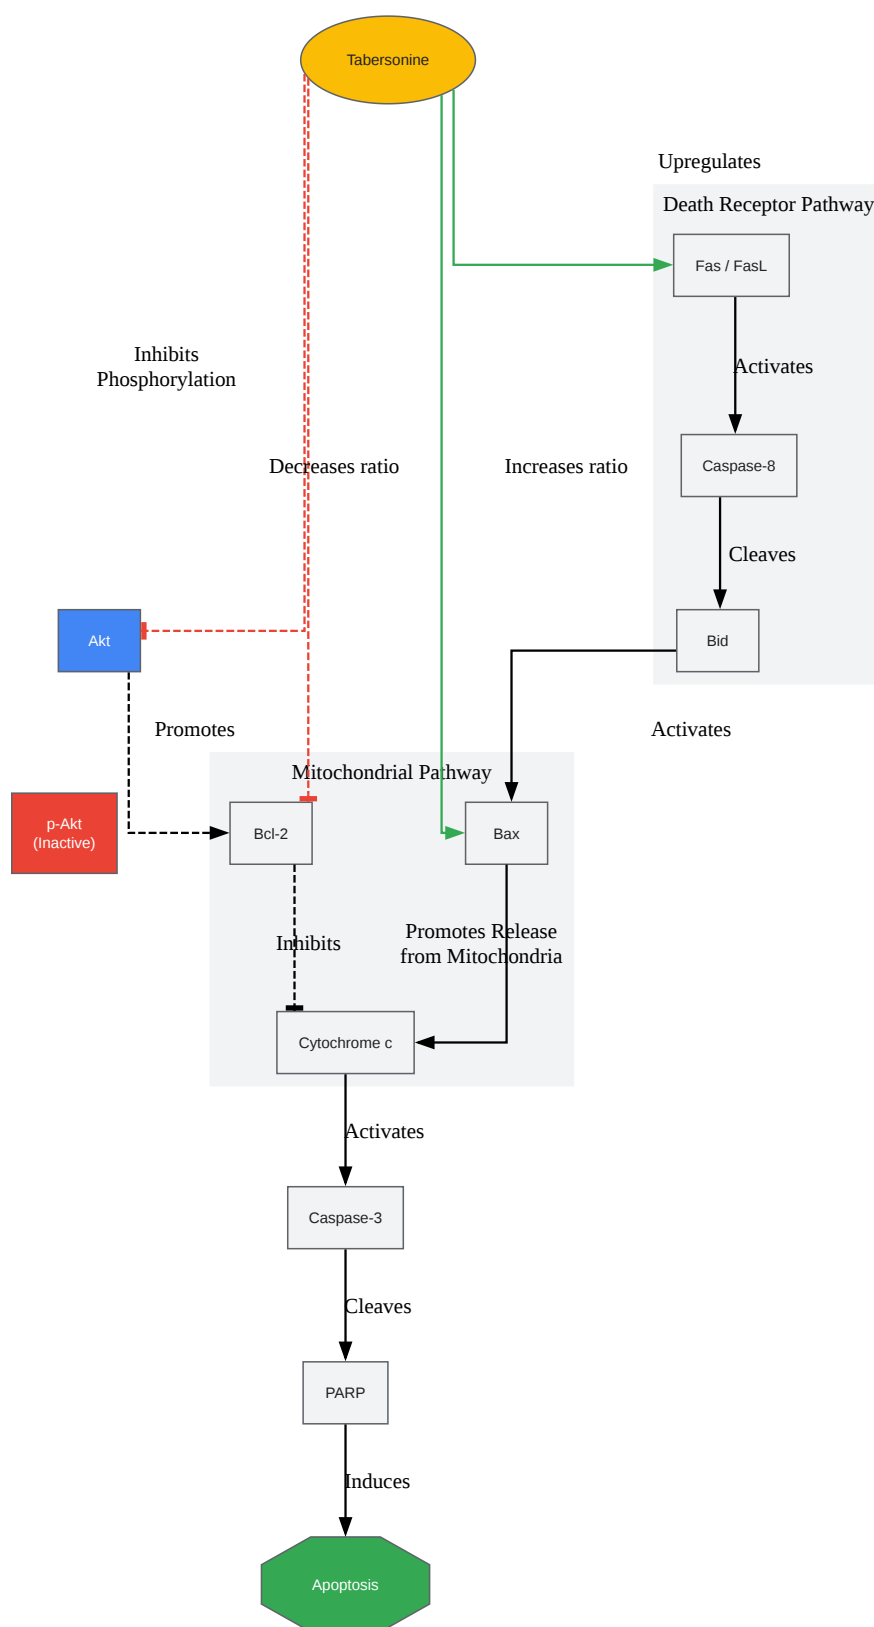 Tabersonine
Upregulates
Death Receptor Pathway
Fas / FasL
Inhibits
Phosphorylation
Activates
Decreases ratio
Increases ratio
Caspase-8
Cleaves
Akt
Bid
Promotes
Activates
Mitochondrial Pathway
p-Akt
(Inactive)
Bcl-2
Bax
Inhibits
Promotes Release
from Mitochondria
Cytochrome c
Activates
Caspase-3
Cleaves
PARP
Induces
Apoptosis